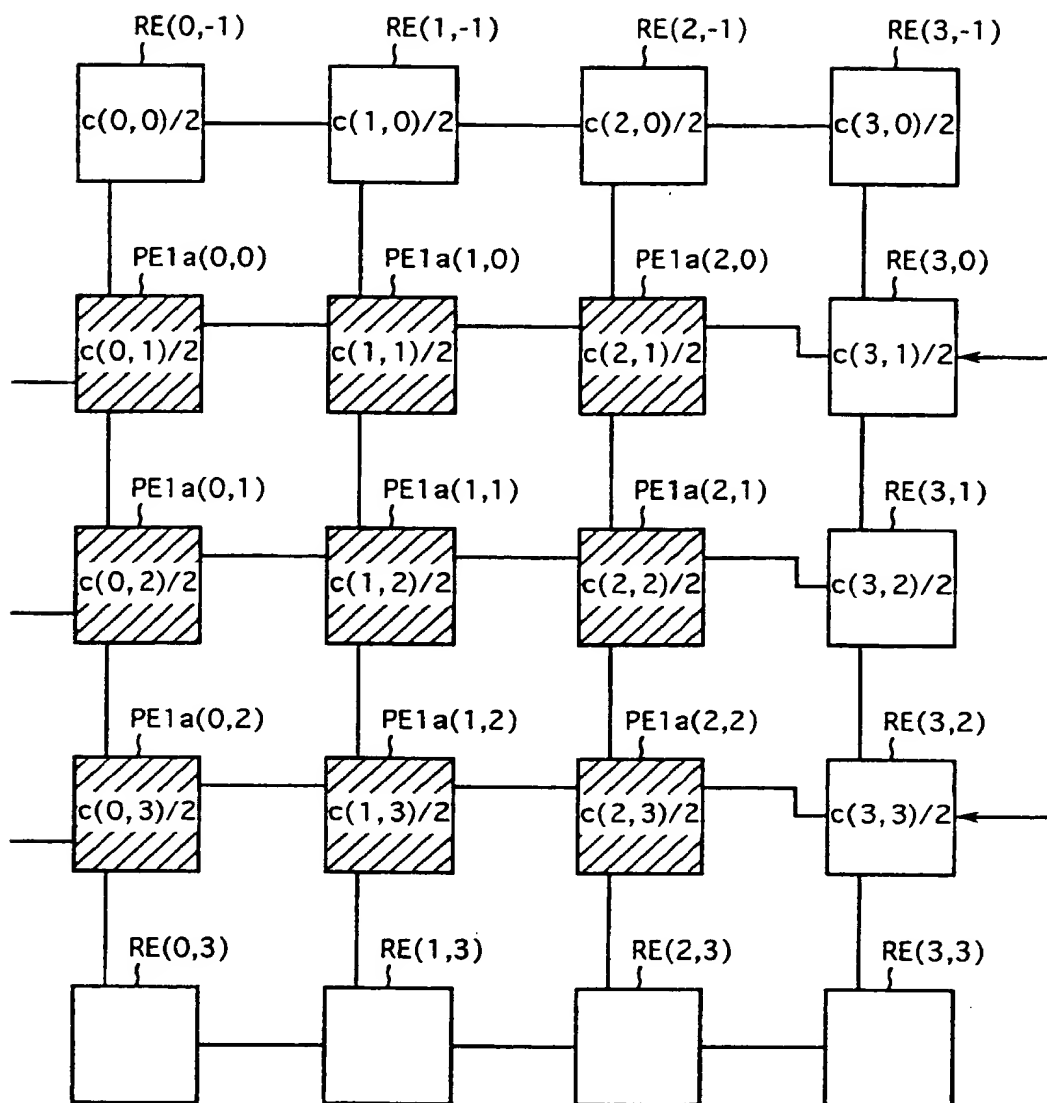 RE(0,-1) RE(1,-1) RE(2,-1) RE(3,-1)
c(0,0)/2 c(1,0)/2 c(2,0)/2 c(3,0)/2
PE1a(0,0) PE1a(1,0) PE1a(2,0) RE(3,0)
c(0,1)/2 c(1,1)/2 c(2,1)/2 c(3,1)/2
PE1a(0,1) PE1a(1,1) PE1a(2,1) RE(3,1)
c(0,2)/2 c(1,2)/2 c(2,2)/2 c(3,2)/2
PE1a(0,2) PE1a(1,2) PE1a(2,2) RE(3,2)
c(0,3)/2 c(1,3)/2 c(2,3)/2 c(3,3)/2
RE(0,3) RE(1,3) RE(2,3) RE(3,3)